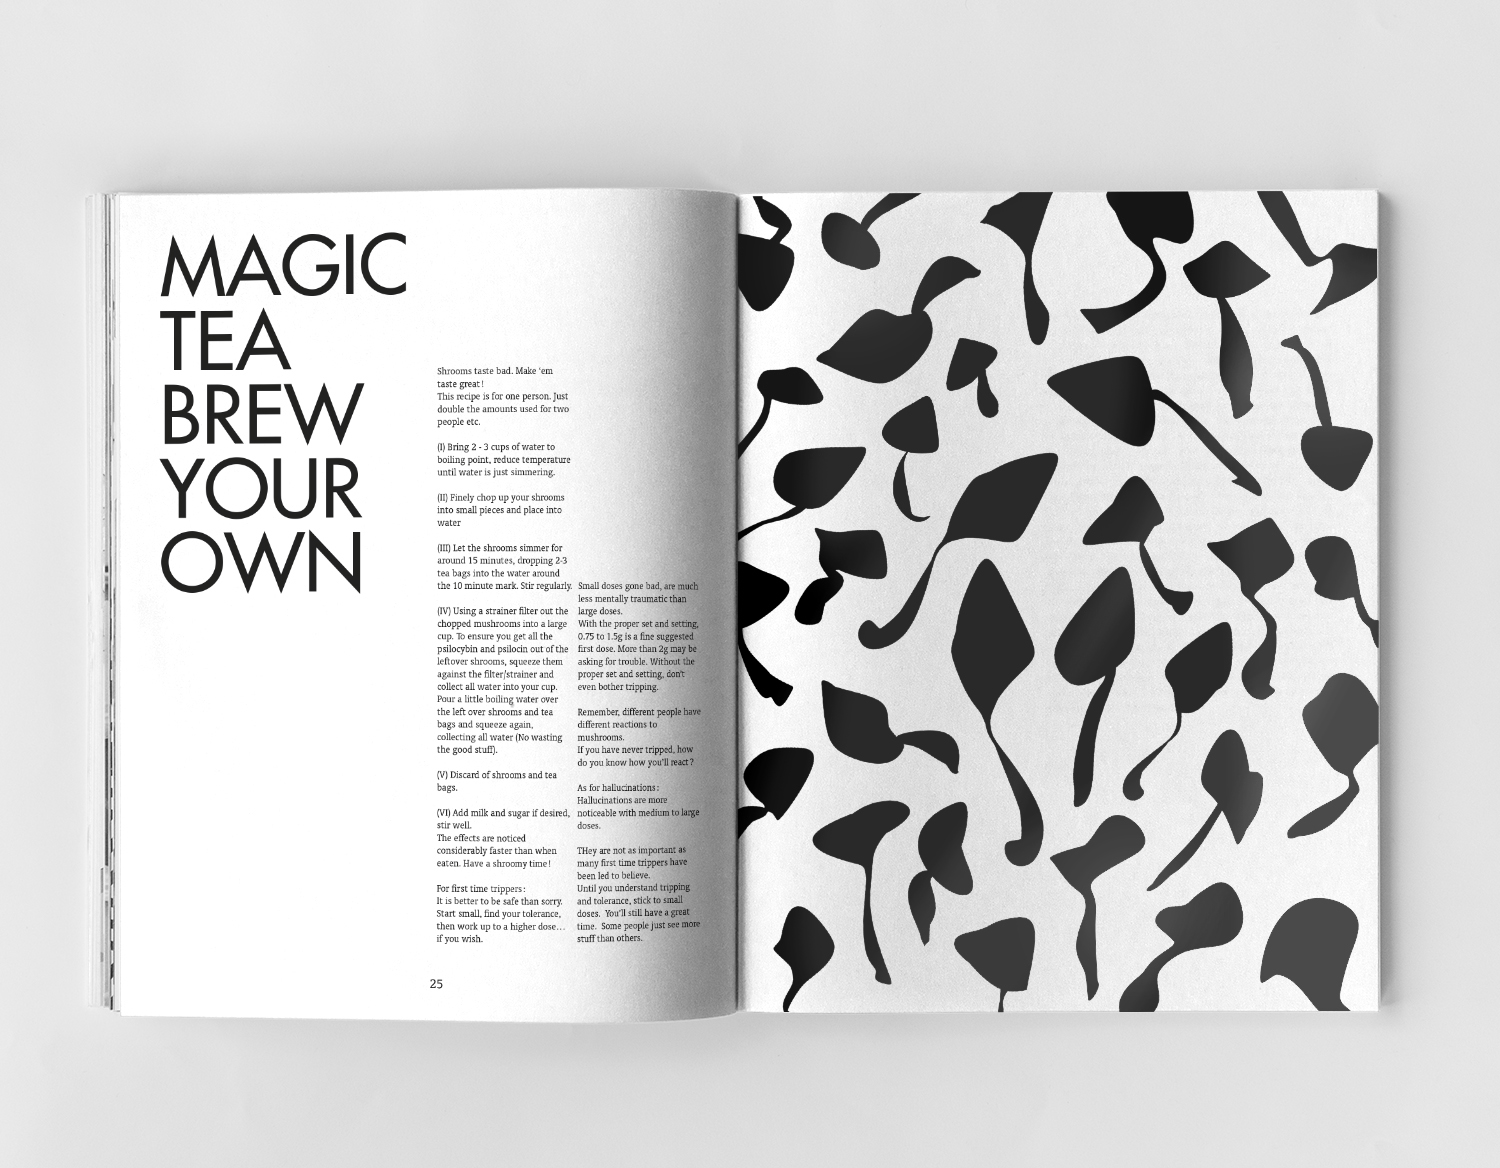 MAGIC
TEA
BREW
YOUR
OWN
Shrooms taste bad. Make ‘em
taste great!
This recipe is for one person. Just
double the amounts used for two
people etc.
(I) Bring 2 - 3 cups of water to
boiling point, reduce temperature
until water is just simmering.
(II) Finely chop up your shrooms
into small pieces and place into
water
(III) Let the shrooms simmer for
around 15 minutes, dropping 2-3
tea bags into the water around
the 10 minute mark. Stir regularly.
(IV) Using a strainer filter out the
chopped mushrooms into a large
cup. To ensure you get all the
psilocybin and psilocin out of the
leftover shrooms, squeeze them
against the filter/strainer and
collect all water into your cup.
Pour a little boiling water over
the left over shrooms and tea
bags and squeeze again,
collecting all water (No wasting
the good stuff).
(V) Discard of shrooms and tea
bags.
(VI) Add milk and sugar if desired,
stir well.
The effects are noticed
considerably faster than when
eaten. Have a shroomy time!
For first time trippers:
It is better to be safe than sorry.
Start small, find your tolerance,
then work up to a higher dose...
if you wish.
Small doses gone bad, are much
less mentally traumatic than
large doses.
With the proper set and setting,
0.75 to 1.5g is a fine suggested
first dose. More than 2g may be
asking for trouble. Without the
proper set and setting, don't
even bother tripping.
Remember, different people have
different reactions to
mushrooms.
If you have never tripped, how
do you know how you'll react?
As for hallucinations:
Hallucinations are more
noticeable with medium to large
doses.
THey are not as important as
many first time trippers have
been led to believe.
Until you understand tripping
and tolerance, stick to small
doses. You'll still have a great
time. Some people just see more
stuff than others.
25